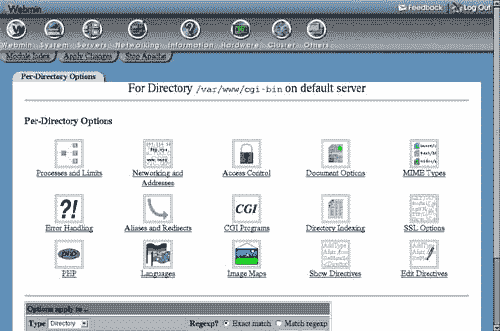 Webmin
Feedback Log Out
Webmin System Servers Networking Information Hardware Cluster Others
Module Index Apply Changes Stop Apache
Per-Directory Options
For Directory /var/www/cgi-bin on default server
Per-Directory Options
Processes and Limits
Networking and Addresses
Access Control
Document Options
MIME Types
?!
CGI
Error Handling
Aliases and Redirects
CGI Programs
Directory Indexing
SSL Options
PHP
PHP
Languages
Image Maps
Show Directives
Edit Directives
Options apply to ..
Type Directory Regexp? Exact match Match regexp